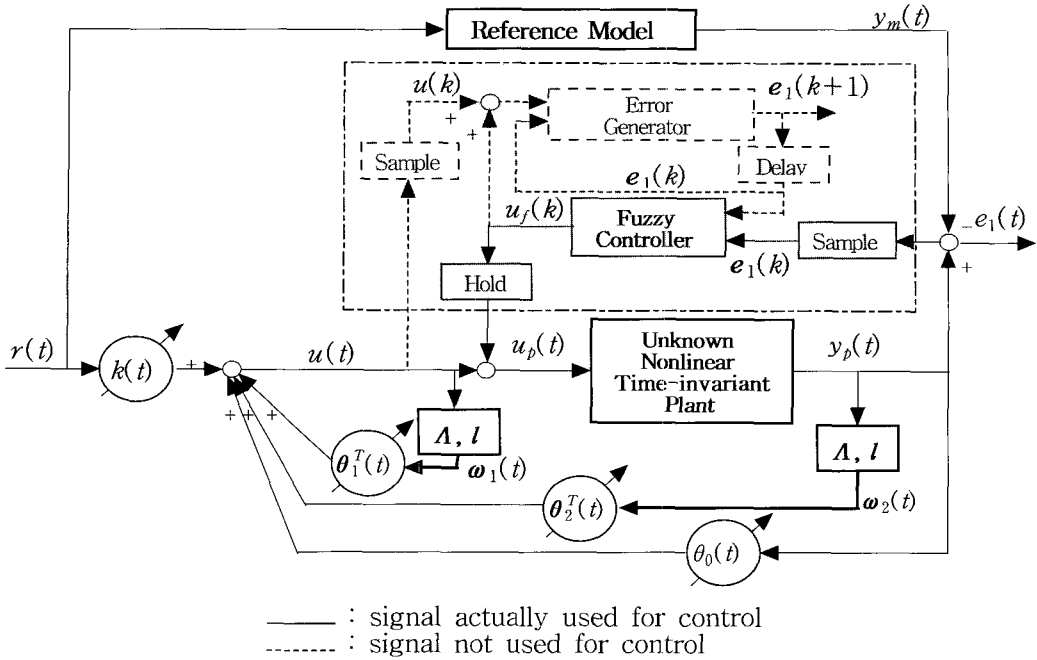 Reference Model
y_m(t)
u(k)
e_1(k+1)
Error
Generator
+
+
Sample
Delay
e_1(k)
u_f(k)
Fuzzy
Controller
Sample
− e_1(t)
+
e_1(k)
Hold
r(t)
k(t)
+
u(t)
u_p(t)
Unknown
Nonlinear
Time-invariant
Plant
y_p(t)
+ + +
Λ, l
Λ, l
θ_1^T(t)
ω_1(t)
θ_2^T(t)
ω_2(t)
θ_0(t)
: signal actually used for control
: signal not used for control